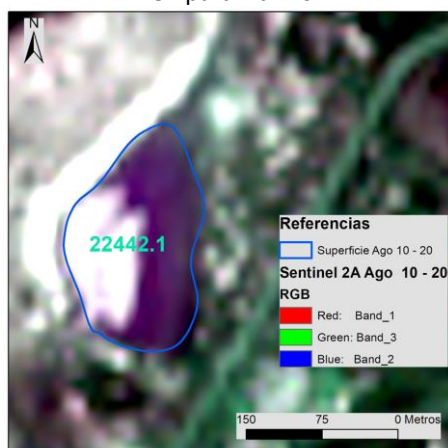 N
22442.1
Referencias
Superficie Ago 10 - 20
Sentinel 2A Ago 10 - 20
RGB
Red: Band_1
Green: Band_3
Blue: Band_2
150 75 0 Metros